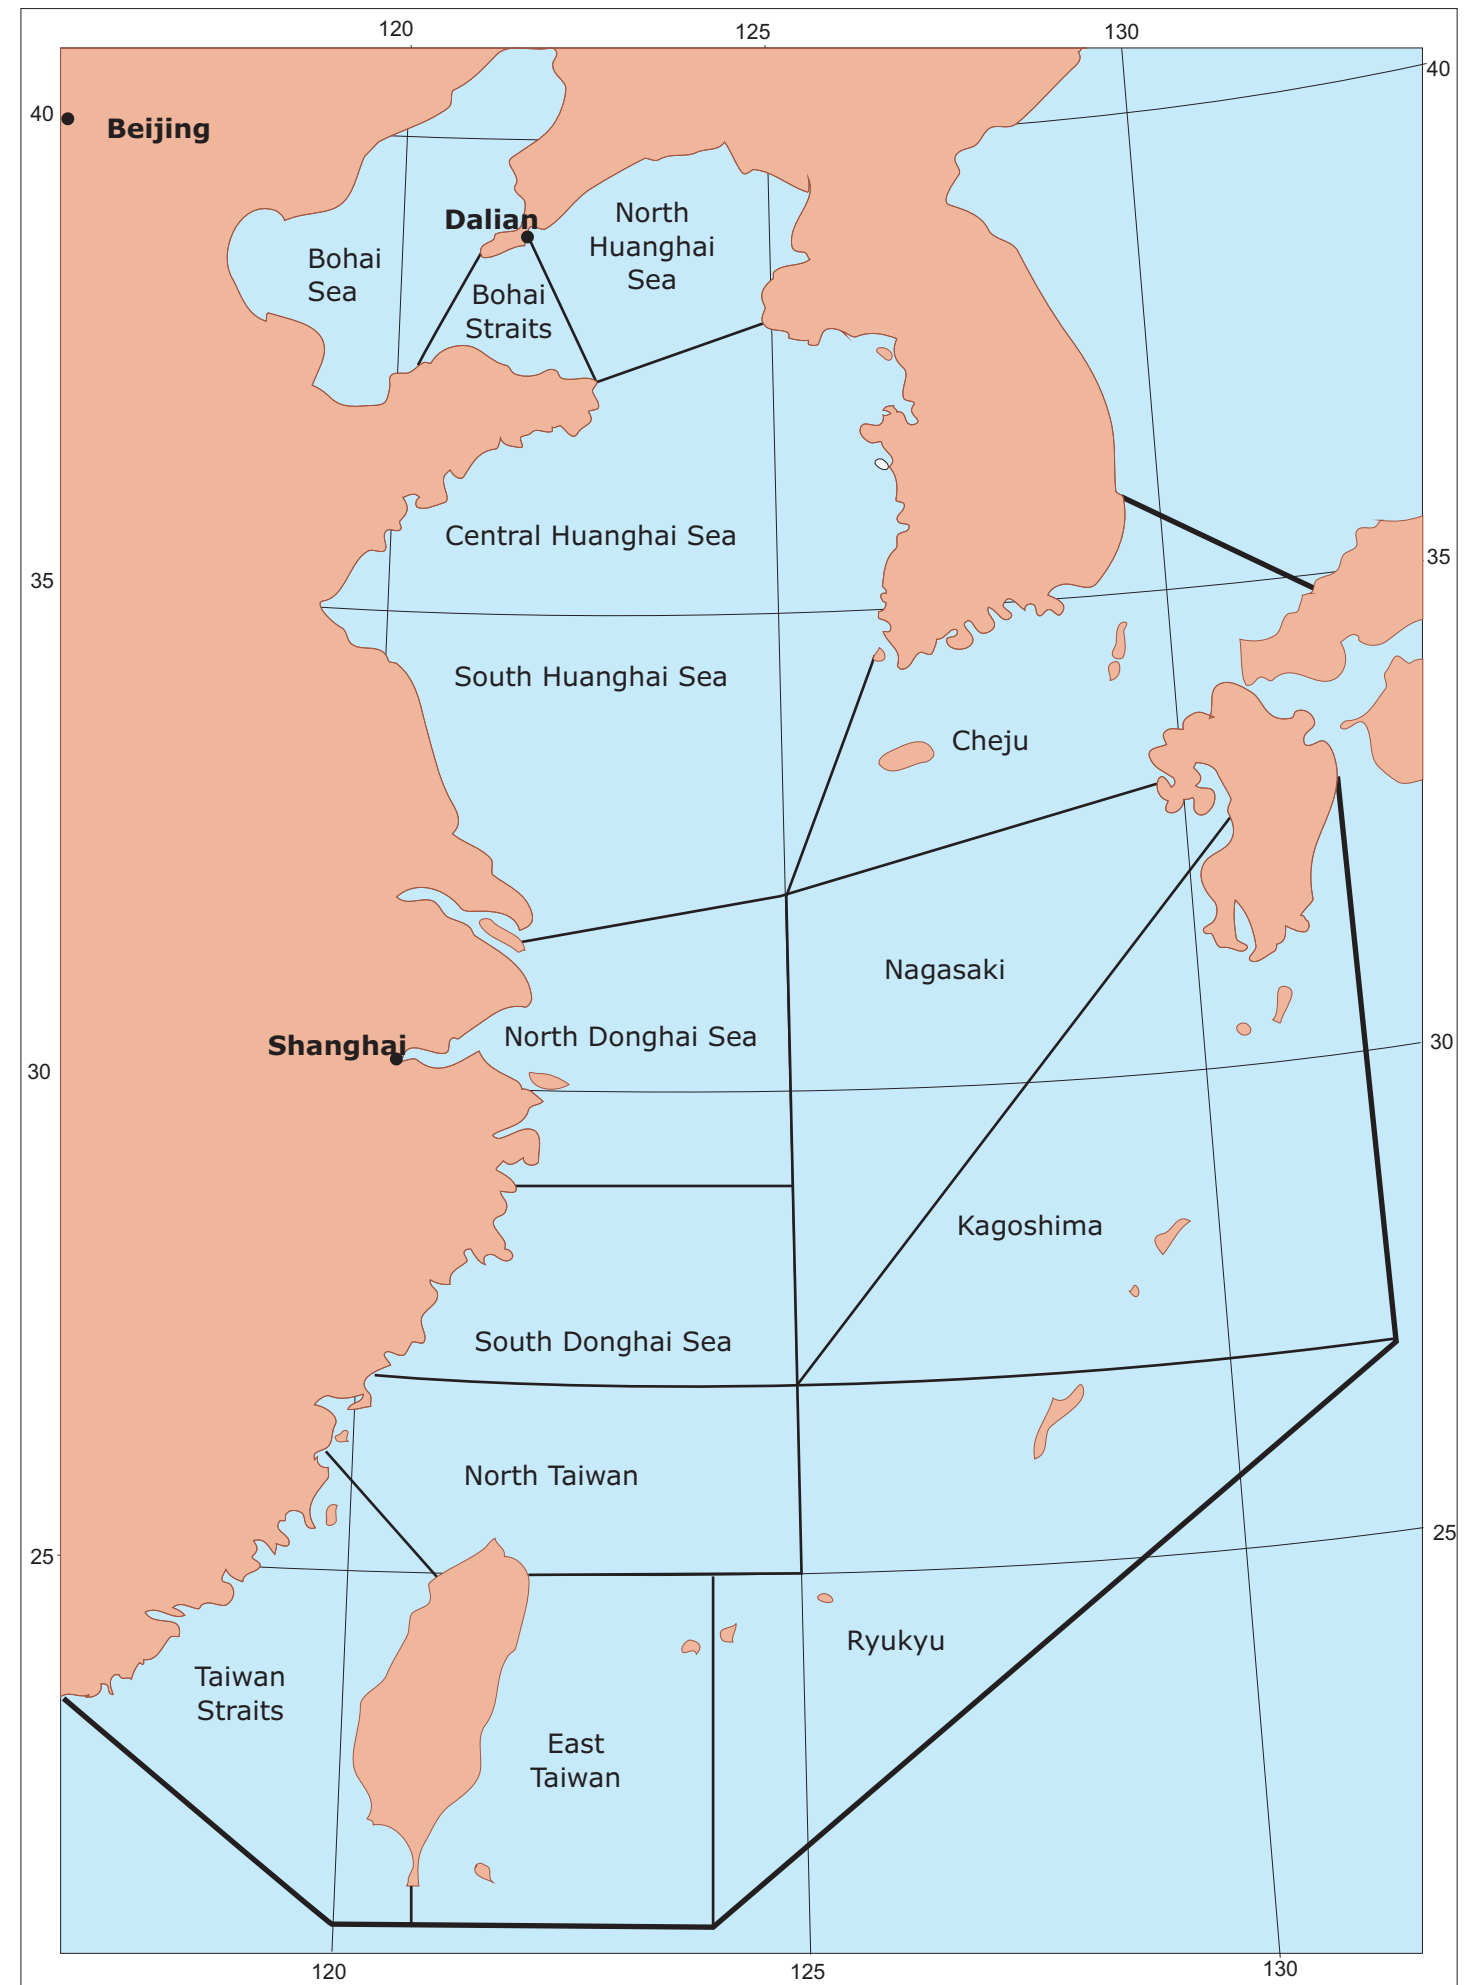 120
125
130
40
40
Beijing
Dalian
North
Huanghai
Sea
Bohai
Sea
Bohai
Straits
Central Huanghai Sea
35
35
South Huanghai Sea
Cheju
Nagasaki
North Donghai Sea
Shanghai
30
30
Kagoshima
South Donghai Sea
North Taiwan
25
25
Ryukyu
Taiwan
Straits
East
Taiwan
120
125
130